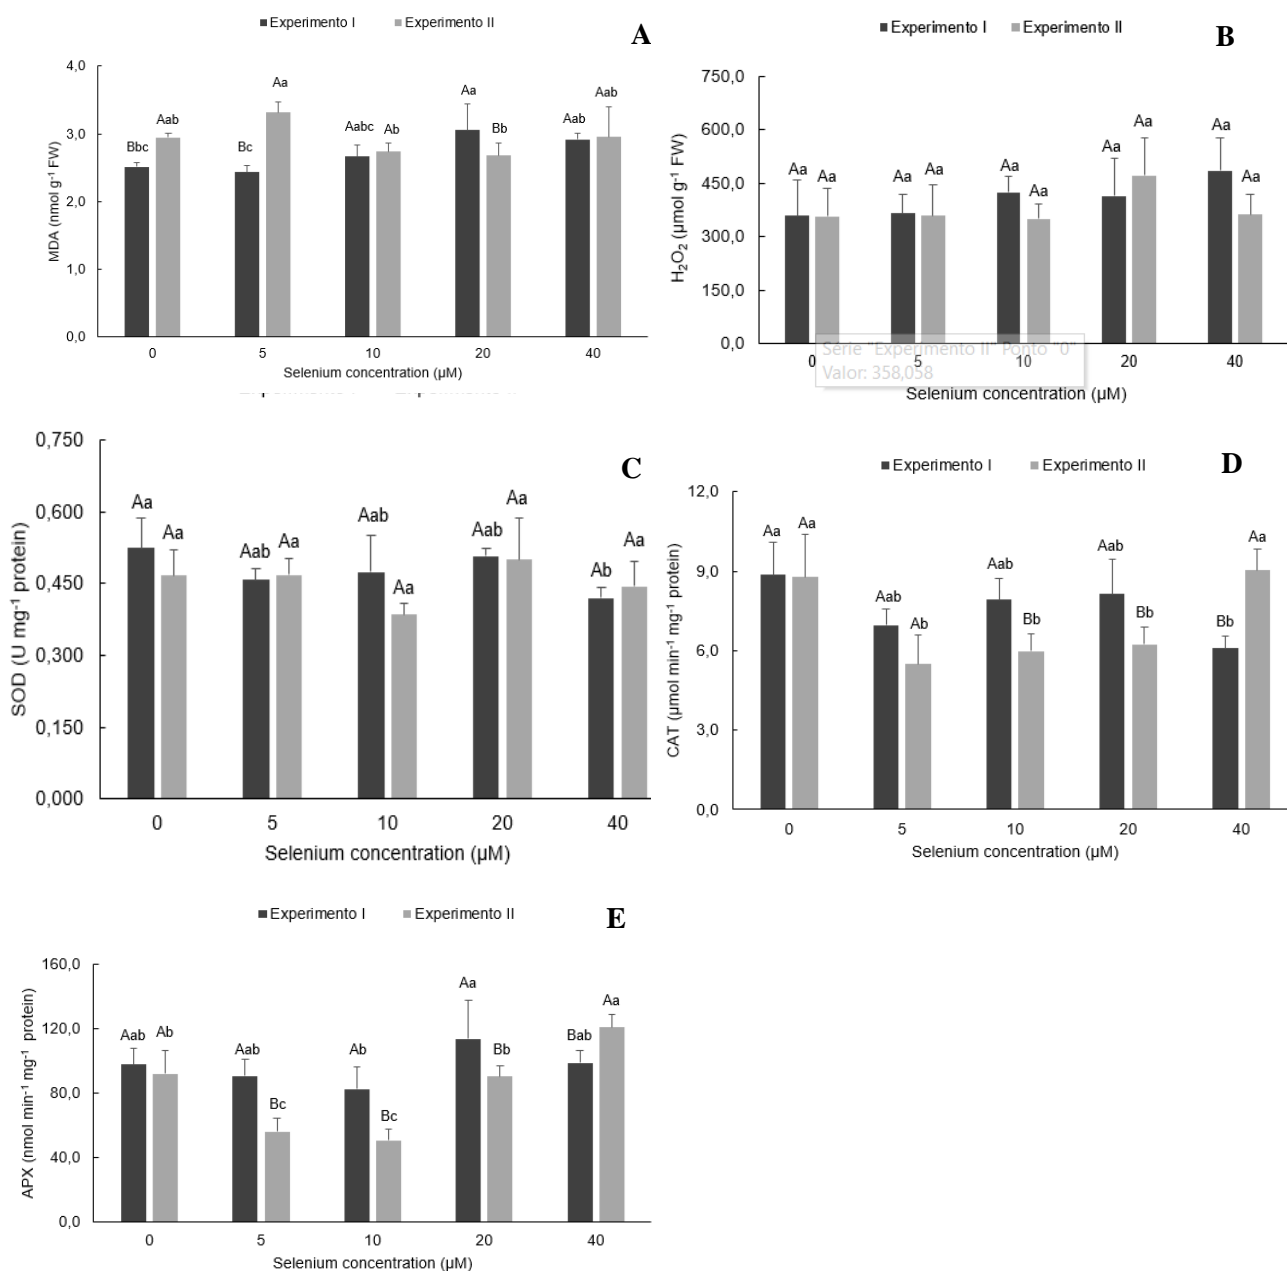 Experimento I Experimento II
A
4,0
3,0
2,0
1,0
0,0
MDA (nmol g⁻¹ FW)
Bbc Aab Bc Aa Aabc Ab Aa Bb Aab Aab
0 5 10 20 40
Selenium concentration (µM)
Experimento I Experimento II
B
750,0
600,0
450,0
300,0
150,0
0,0
H₂O₂ (µmol g⁻¹ FW)
Aa Aa Aa Aa Aa Aa Aa Aa Aa Aa
0 5 10 20 40
Série "Experimento II" Ponto "0"
Valor: 358,058
Selenium concentration (µM)
C
0,750
0,600
0,450
0,300
0,150
0,000
SOD (U mg⁻¹ protein)
Aa Aa Aab Aa Aab Aa Aab Aa Ab Aa
0 5 10 20 40
Selenium concentration (µM)
Experimento I Experimento II
D
12,0
9,0
6,0
3,0
0,0
CAT (µmol min⁻¹ mg⁻¹ protein)
Aa Aa Aab Ab Aab Bb Aab Bb Bb Aa
0 5 10 20 40
Selenium concentration (µM)
Experimento I Experimento II
E
160,0
120,0
80,0
40,0
0,0
APX (nmol min⁻¹ mg⁻¹ protein)
Aab Ab Aab Bc Ab Bc Aa Bb Bab Aa
0 5 10 20 40
Selenium concentration (µM)